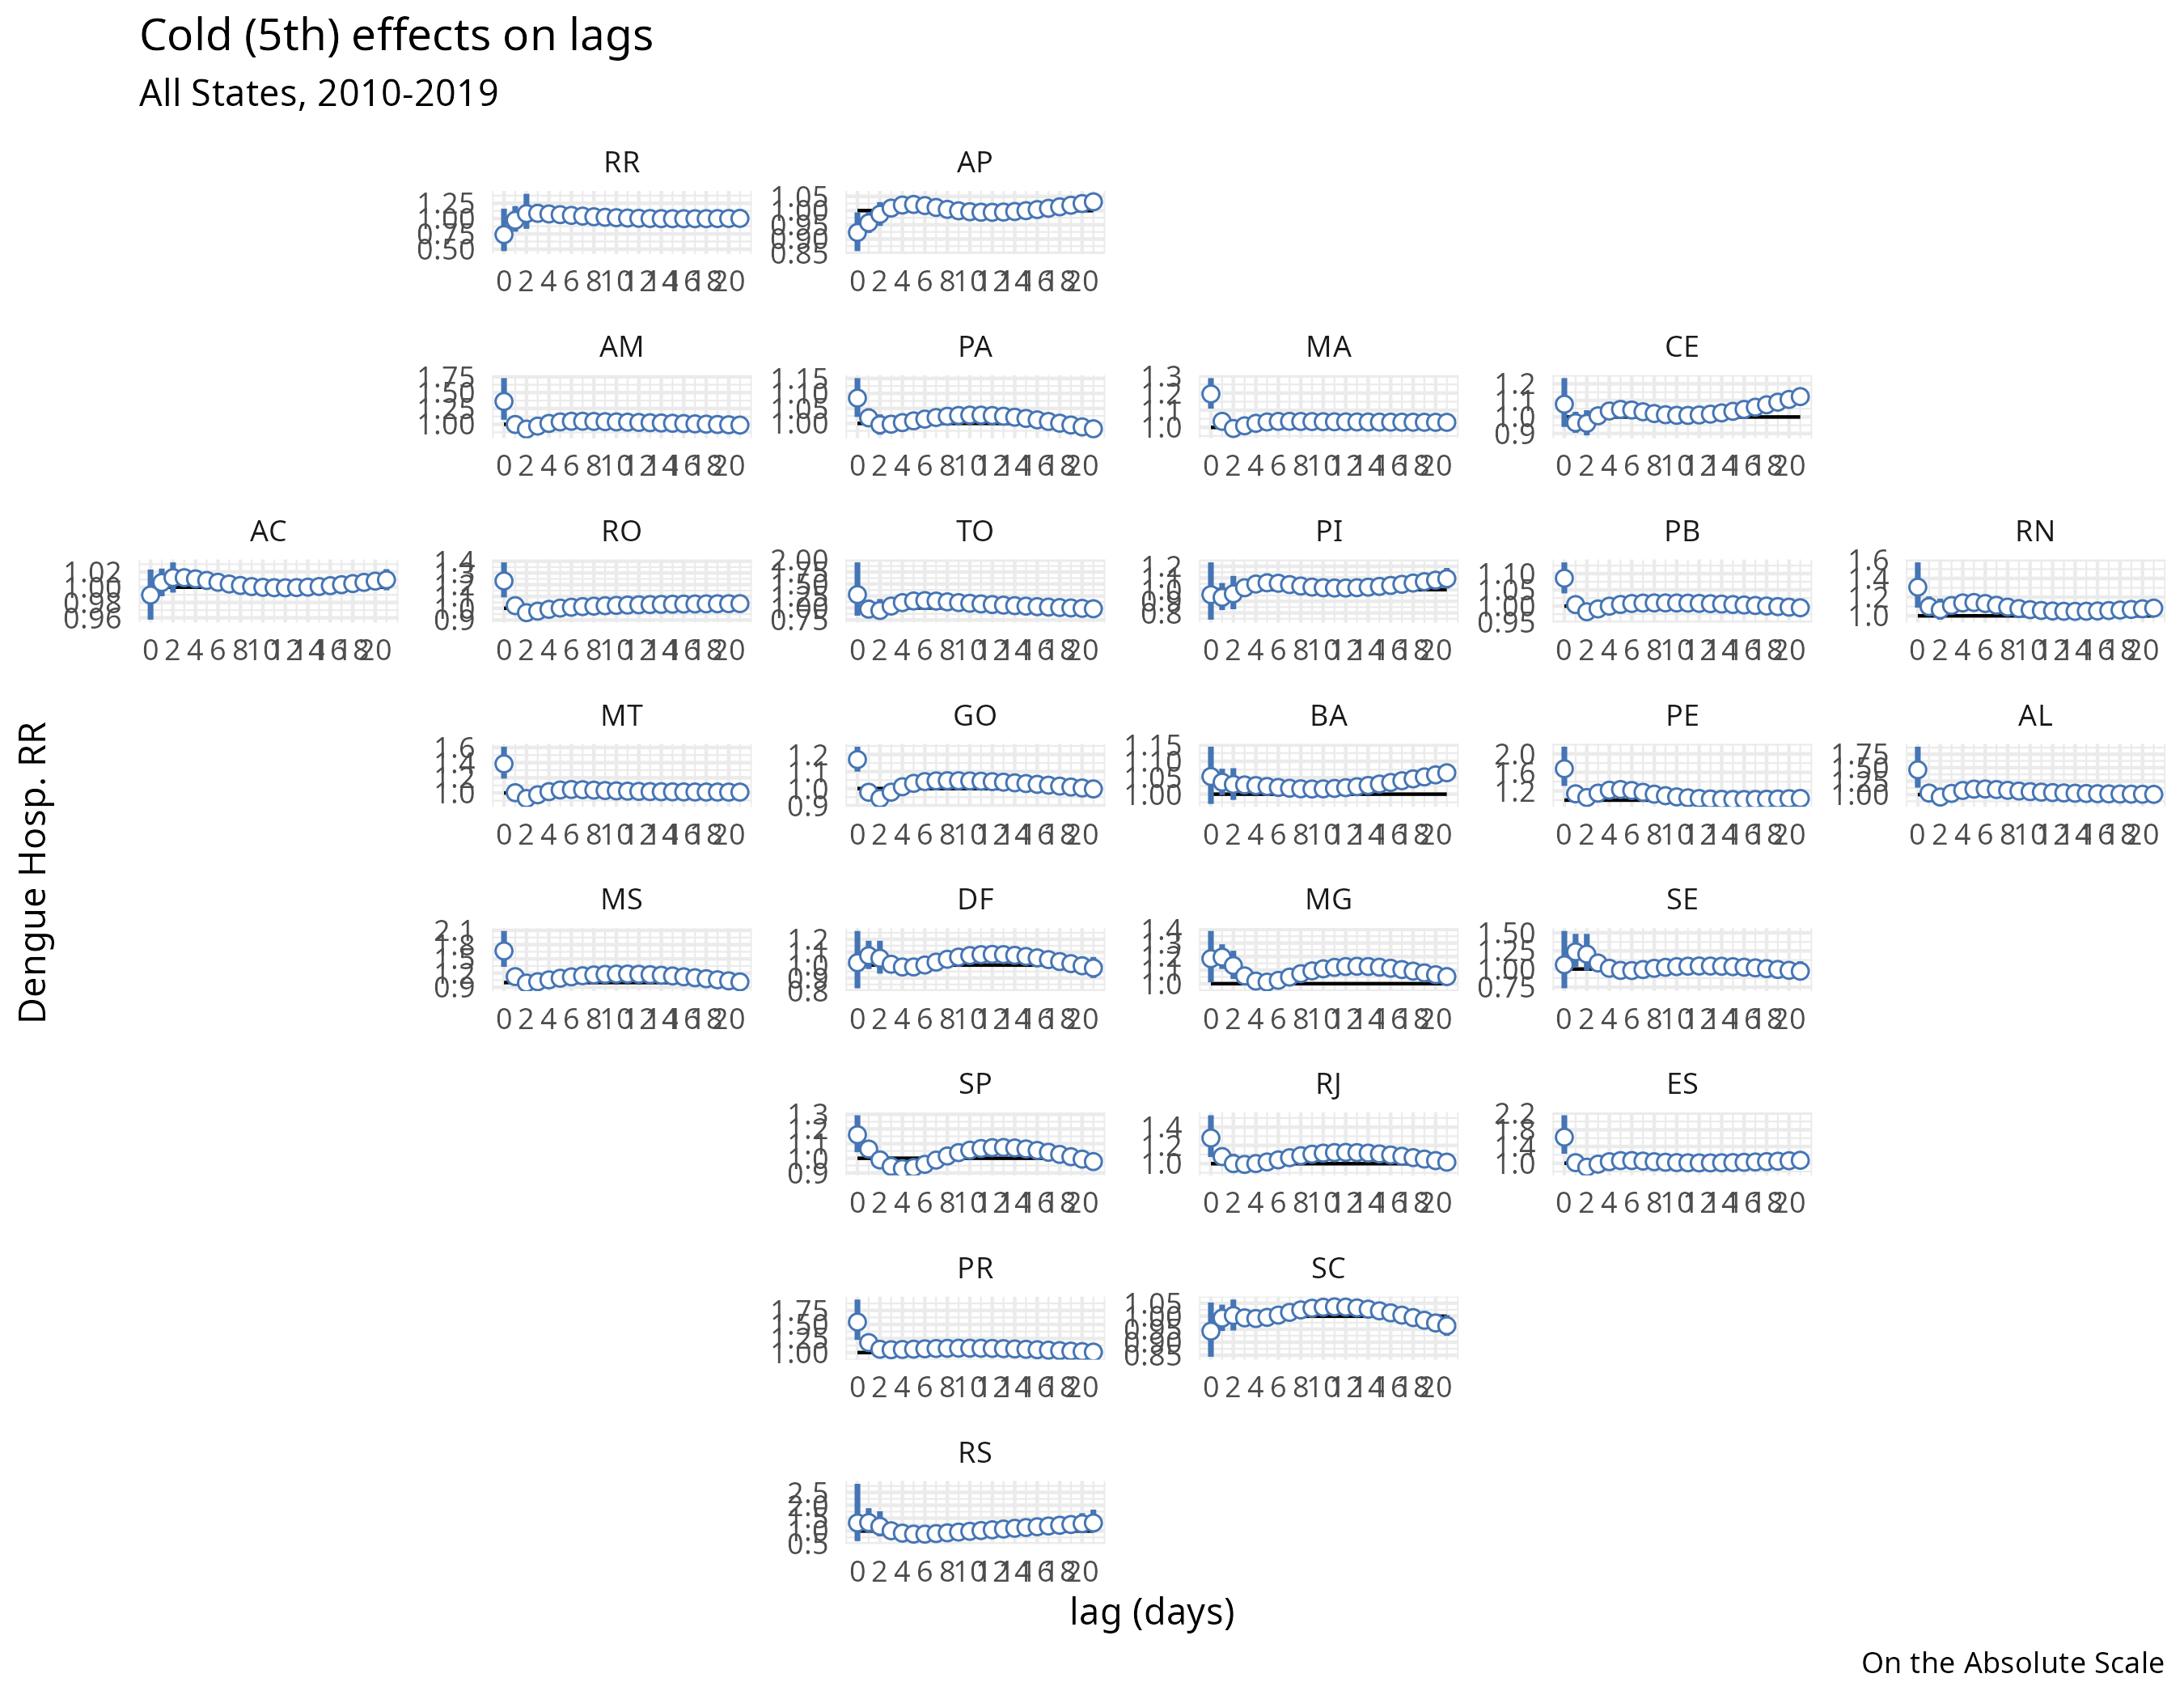 Cold (5th) effects on lags
All States, 2010-2019
RR
AP
1.25
1.00
0.75
0.50
1.05
1.00
0.95
0.90
0.85
0 2 4 6 8 10 12 14 16 18 20
0 2 4 6 8 10 12 14 16 18 20
AM
PA
MA
CE
1.75
1.50
1.25
1.00
1.15
1.10
1.05
1.00
1.3
1.2
1.1
1.0
1.2
1.1
1.0
0.9
0 2 4 6 8 10 12 14 16 18 20
0 2 4 6 8 10 12 14 16 18 20
0 2 4 6 8 10 12 14 16 18 20
0 2 4 6 8 10 12 14 16 18 20
AC
RO
TO
PI
PB
RN
1.02
1.00
0.98
0.96
1.4
1.3
1.2
1.1
1.0
0.9
2.00
1.75
1.50
1.25
1.00
0.75
1.2
1.1
1.0
0.9
0.8
1.10
1.05
1.00
0.95
1.6
1.4
1.2
1.0
0 2 4 6 8 10 12 14 16 18 20
0 2 4 6 8 10 12 14 16 18 20
0 2 4 6 8 10 12 14 16 18 20
0 2 4 6 8 10 12 14 16 18 20
0 2 4 6 8 10 12 14 16 18 20
0 2 4 6 8 10 12 14 16 18 20
MT
GO
BA
PE
AL
1.6
1.4
1.2
1.0
1.2
1.1
1.0
0.9
1.15
1.10
1.05
1.00
2.0
1.6
1.2
1.75
1.50
1.25
1.00
0 2 4 6 8 10 12 14 16 18 20
0 2 4 6 8 10 12 14 16 18 20
0 2 4 6 8 10 12 14 16 18 20
0 2 4 6 8 10 12 14 16 18 20
0 2 4 6 8 10 12 14 16 18 20
Dengue Hosp. RR
MS
DF
MG
SE
2.1
1.8
1.5
1.2
0.9
1.2
1.1
1.0
0.9
0.8
1.4
1.3
1.2
1.1
1.0
1.50
1.25
1.00
0.75
0 2 4 6 8 10 12 14 16 18 20
0 2 4 6 8 10 12 14 16 18 20
0 2 4 6 8 10 12 14 16 18 20
0 2 4 6 8 10 12 14 16 18 20
SP
RJ
ES
1.3
1.2
1.1
1.0
0.9
1.4
1.2
1.0
2.2
1.8
1.4
1.0
0 2 4 6 8 10 12 14 16 18 20
0 2 4 6 8 10 12 14 16 18 20
0 2 4 6 8 10 12 14 16 18 20
PR
SC
1.75
1.50
1.25
1.00
1.05
1.00
0.95
0.90
0.85
0 2 4 6 8 10 12 14 16 18 20
0 2 4 6 8 10 12 14 16 18 20
RS
2.5
2.0
1.5
1.0
0.5
0 2 4 6 8 10 12 14 16 18 20
lag (days)
On the Absolute Scale